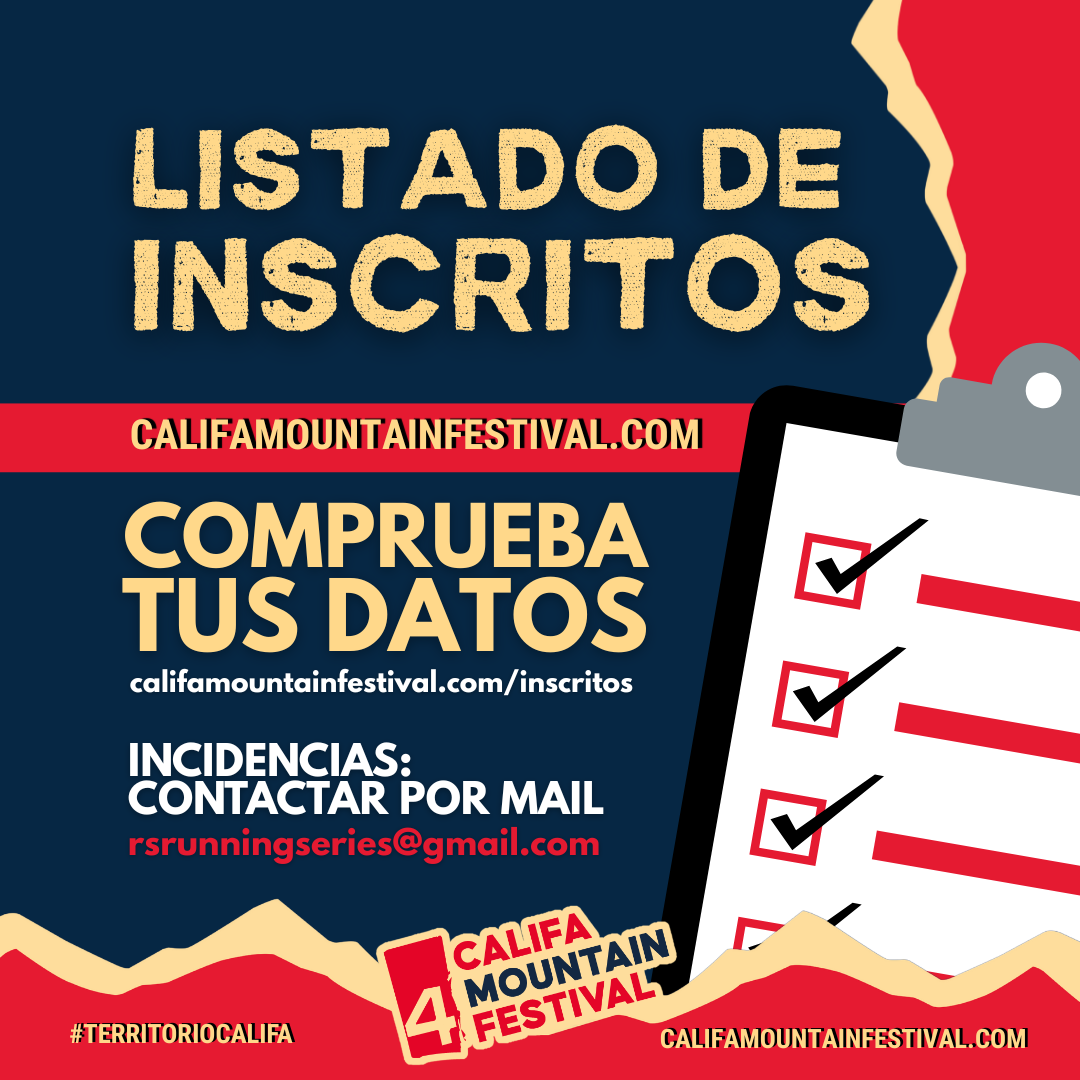 LISTADO DE
INSCRITOS
CALIFAMOUNTAINFESTIVAL.COM
COMPRUEBA
TUS DATOS
califamountainfestival.com/inscritos
INCIDENCIAS:
CONTACTAR POR MAIL
rsrunningseries@gmail.com
4
CALIFA
MOUNTAIN
FESTIVAL
#TERRITORIOCALIFA
CALIFAMOUNTAINFESTIVAL.COM